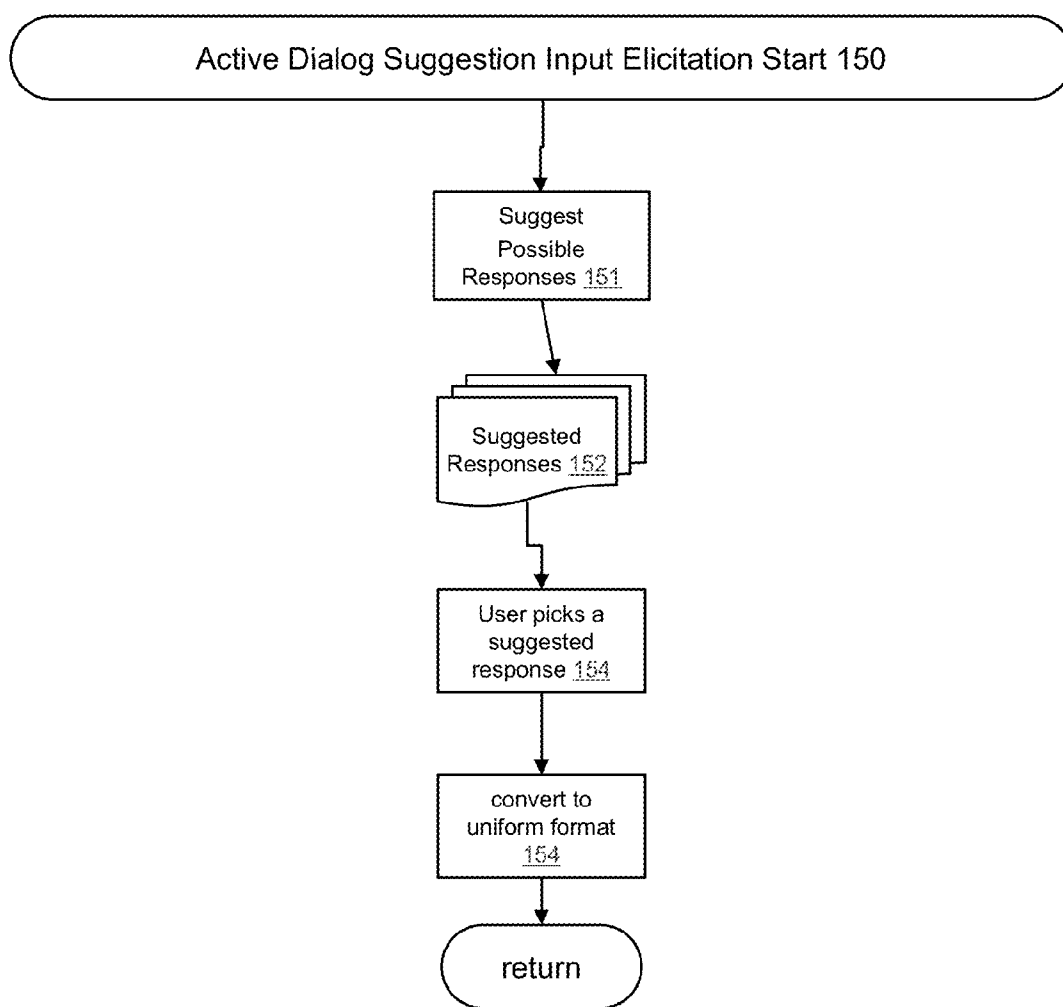 Active Dialog Suggestion Input Elicitation Start 150
Suggest
Possible
Responses 151
Suggested
Responses 152
User picks a
suggested
response 154
convert to
uniform format
154
return